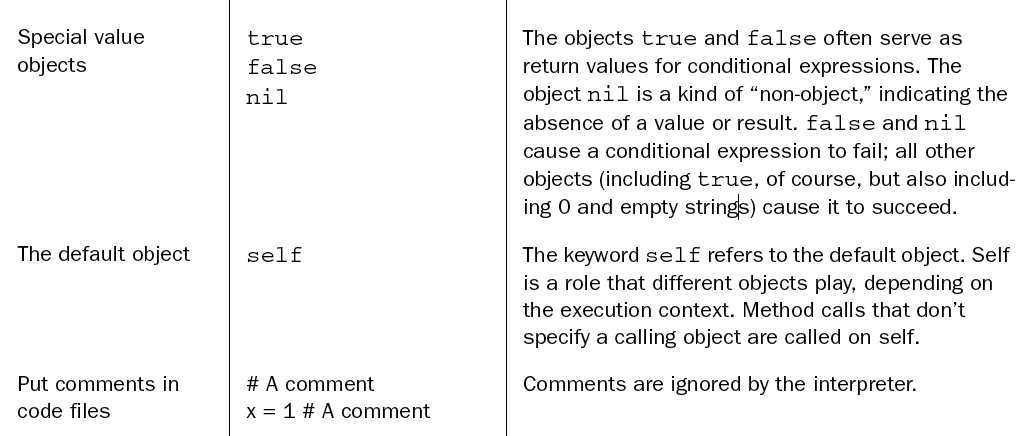 Special value
objects
true
false
nil
The objects true and false often serve as
return values for conditional expressions. The
object nil is a kind of “non-object,” indicating the
absence of a value or result. false and nil
cause a conditional expression to fail; all other
objects (including true, of course, but also includ-
ing 0 and empty strings) cause it to succeed.
The default object
self
The keyword self refers to the default object. Self
is a role that different objects play, depending on
the execution context. Method calls that don’t
specify a calling object are called on self.
Put comments in
code files
# A comment
x = 1 # A comment
Comments are ignored by the interpreter.